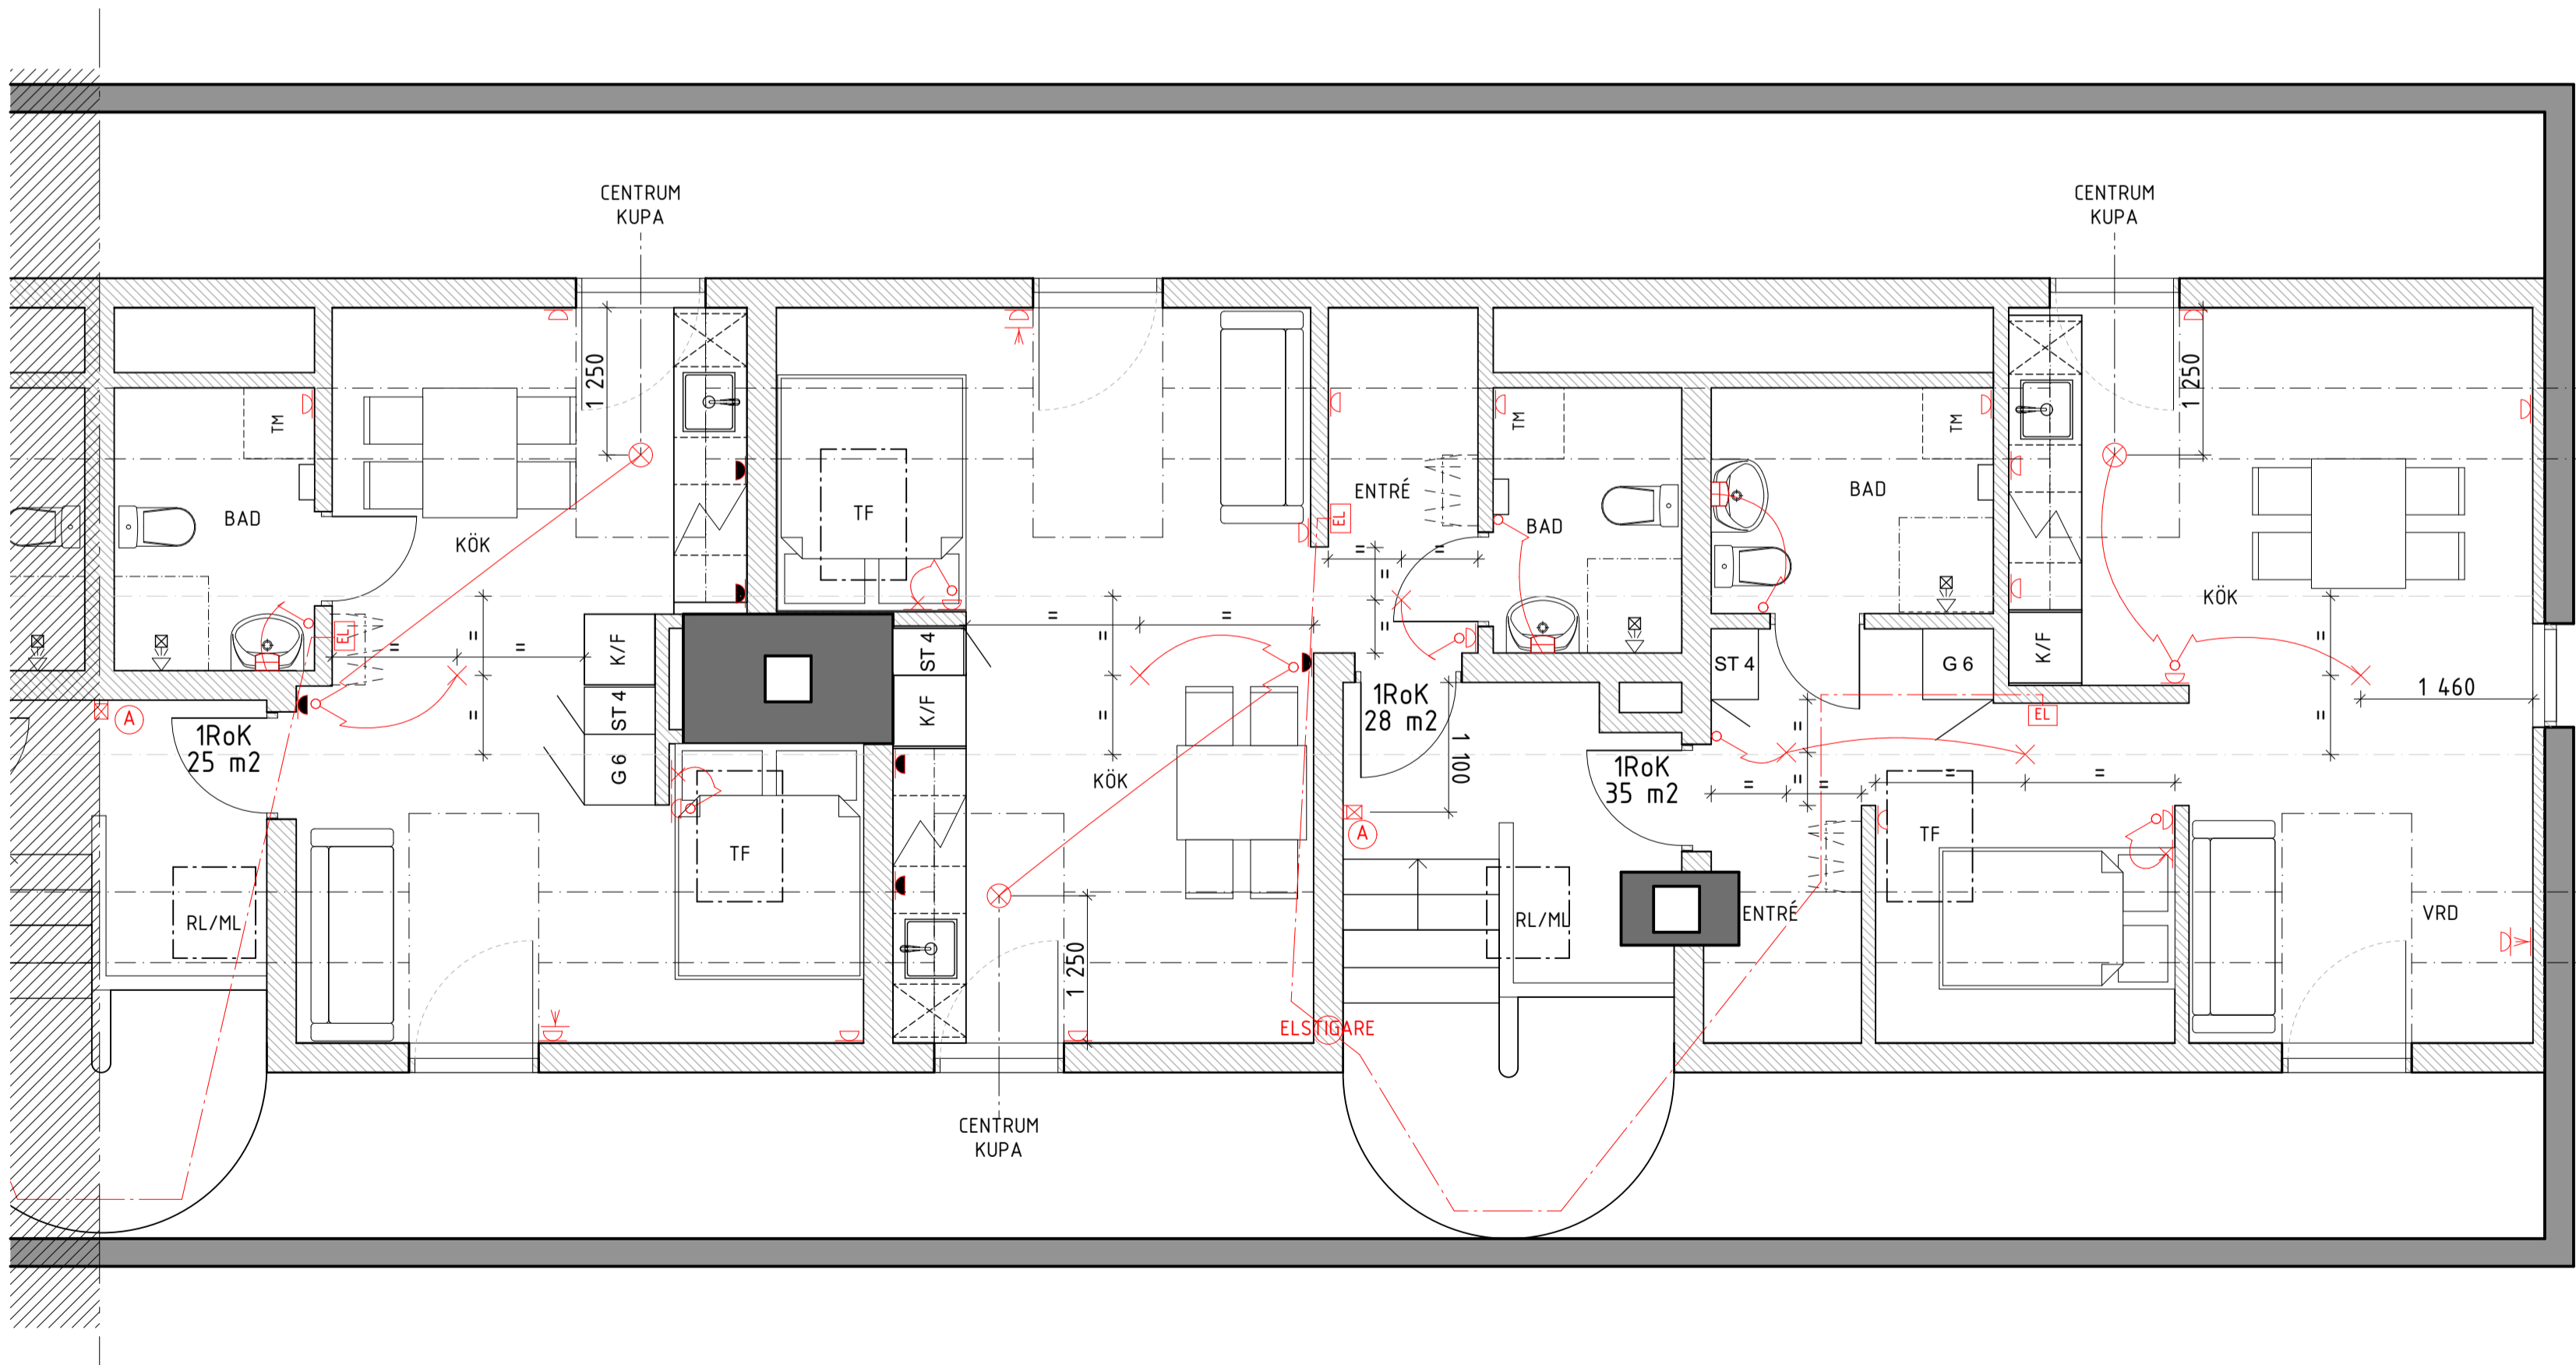 CENTRUM
KUPA
CENTRUM
KUPA
1 250
1 250
TM
TM
TM
BAD
KÖK
TF
ENTRÉ
EL
BAD
BAD
KÖK
EL
K/F
ST 4
G 6
ST 4
K/F
ST 4
G 6
K/F
EL
1 460
A
1RoK
25 m2
1RoK
28 m2
1 100
A
1RoK
35 m2
KÖK
TF
TF
RL/ML
RL/ML
ENTRÉ
VRD
1 250
ELSTIGARE
CENTRUM
KUPA